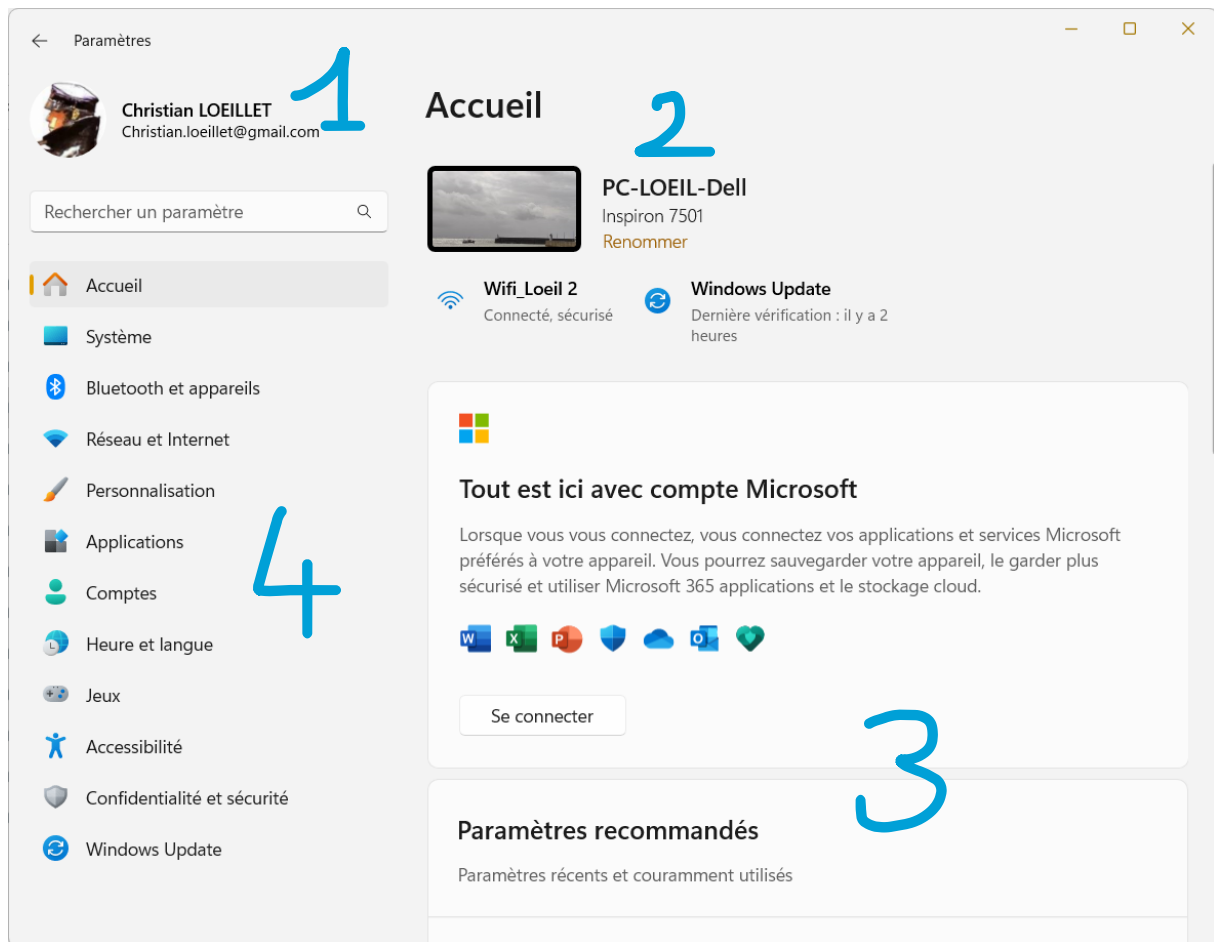 Paramètres
Christian LOEILLET
Christian.loeillet@gmail.com
1
Rechercher un paramètre
Accueil
Système
Bluetooth et appareils
Réseau et Internet
Personnalisation
Applications
Comptes
Heure et langue
Jeux
Accessibilité
Confidentialité et sécurité
Windows Update
4
Accueil
2
PC-LOEIL-Dell
Inspiron 7501
Renommer
Wifi_Loeil 2
Connecté, sécurisé
Windows Update
Dernière vérification : il y a 2
heures
Tout est ici avec compte Microsoft
Lorsque vous vous connectez, vous connectez vos applications et services Microsoft
préférés à votre appareil. Vous pourrez sauvegarder votre appareil, le garder plus
sécurisé et utiliser Microsoft 365 applications et le stockage cloud.
W X P O
Se connecter
3
Paramètres recommandés
Paramètres récents et couramment utilisés